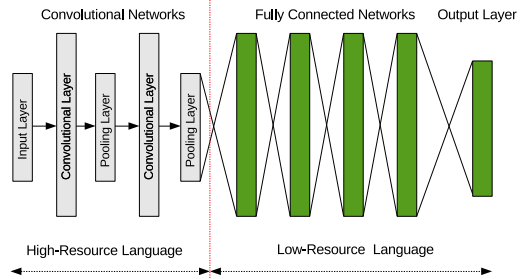 Convolutional Networks
Fully Connected Networks
Output Layer
Input Layer
Convolutional Layer
Pooling Layer
Convolutional Layer
Pooling Layer
High-Resource Language
Low-Resource Language